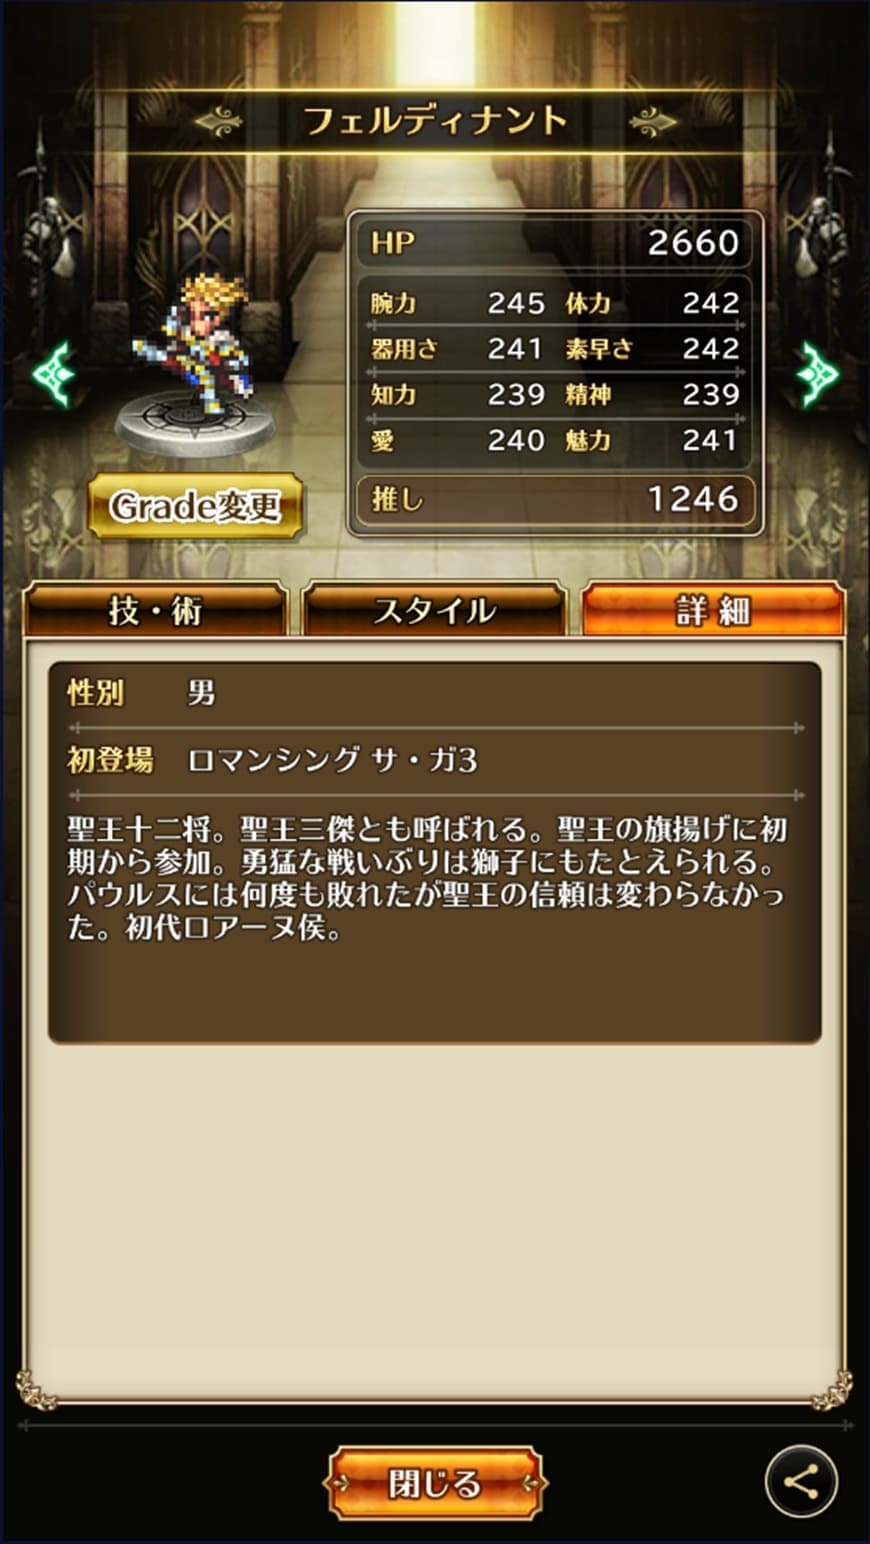 フェルディナント
HP 2660
腕力 245 体力 242
器用さ 241 素早さ 242
知力 239 精神 239
愛 240 魅力 241
推し 1246
Grade変更
技・術 スタイル 詳細
性別 男
初登場 ロマンシング サ・ガ3
聖王十二将。聖王三傑とも呼ばれる。聖王の旗揚げに初
期から参加。勇猛な戦いぶりは獅子にもたとえられる。
パウルスには何度も敗れたが聖王の信頼は変わらなかっ
た。初代ロアーヌ侯。
閉じる